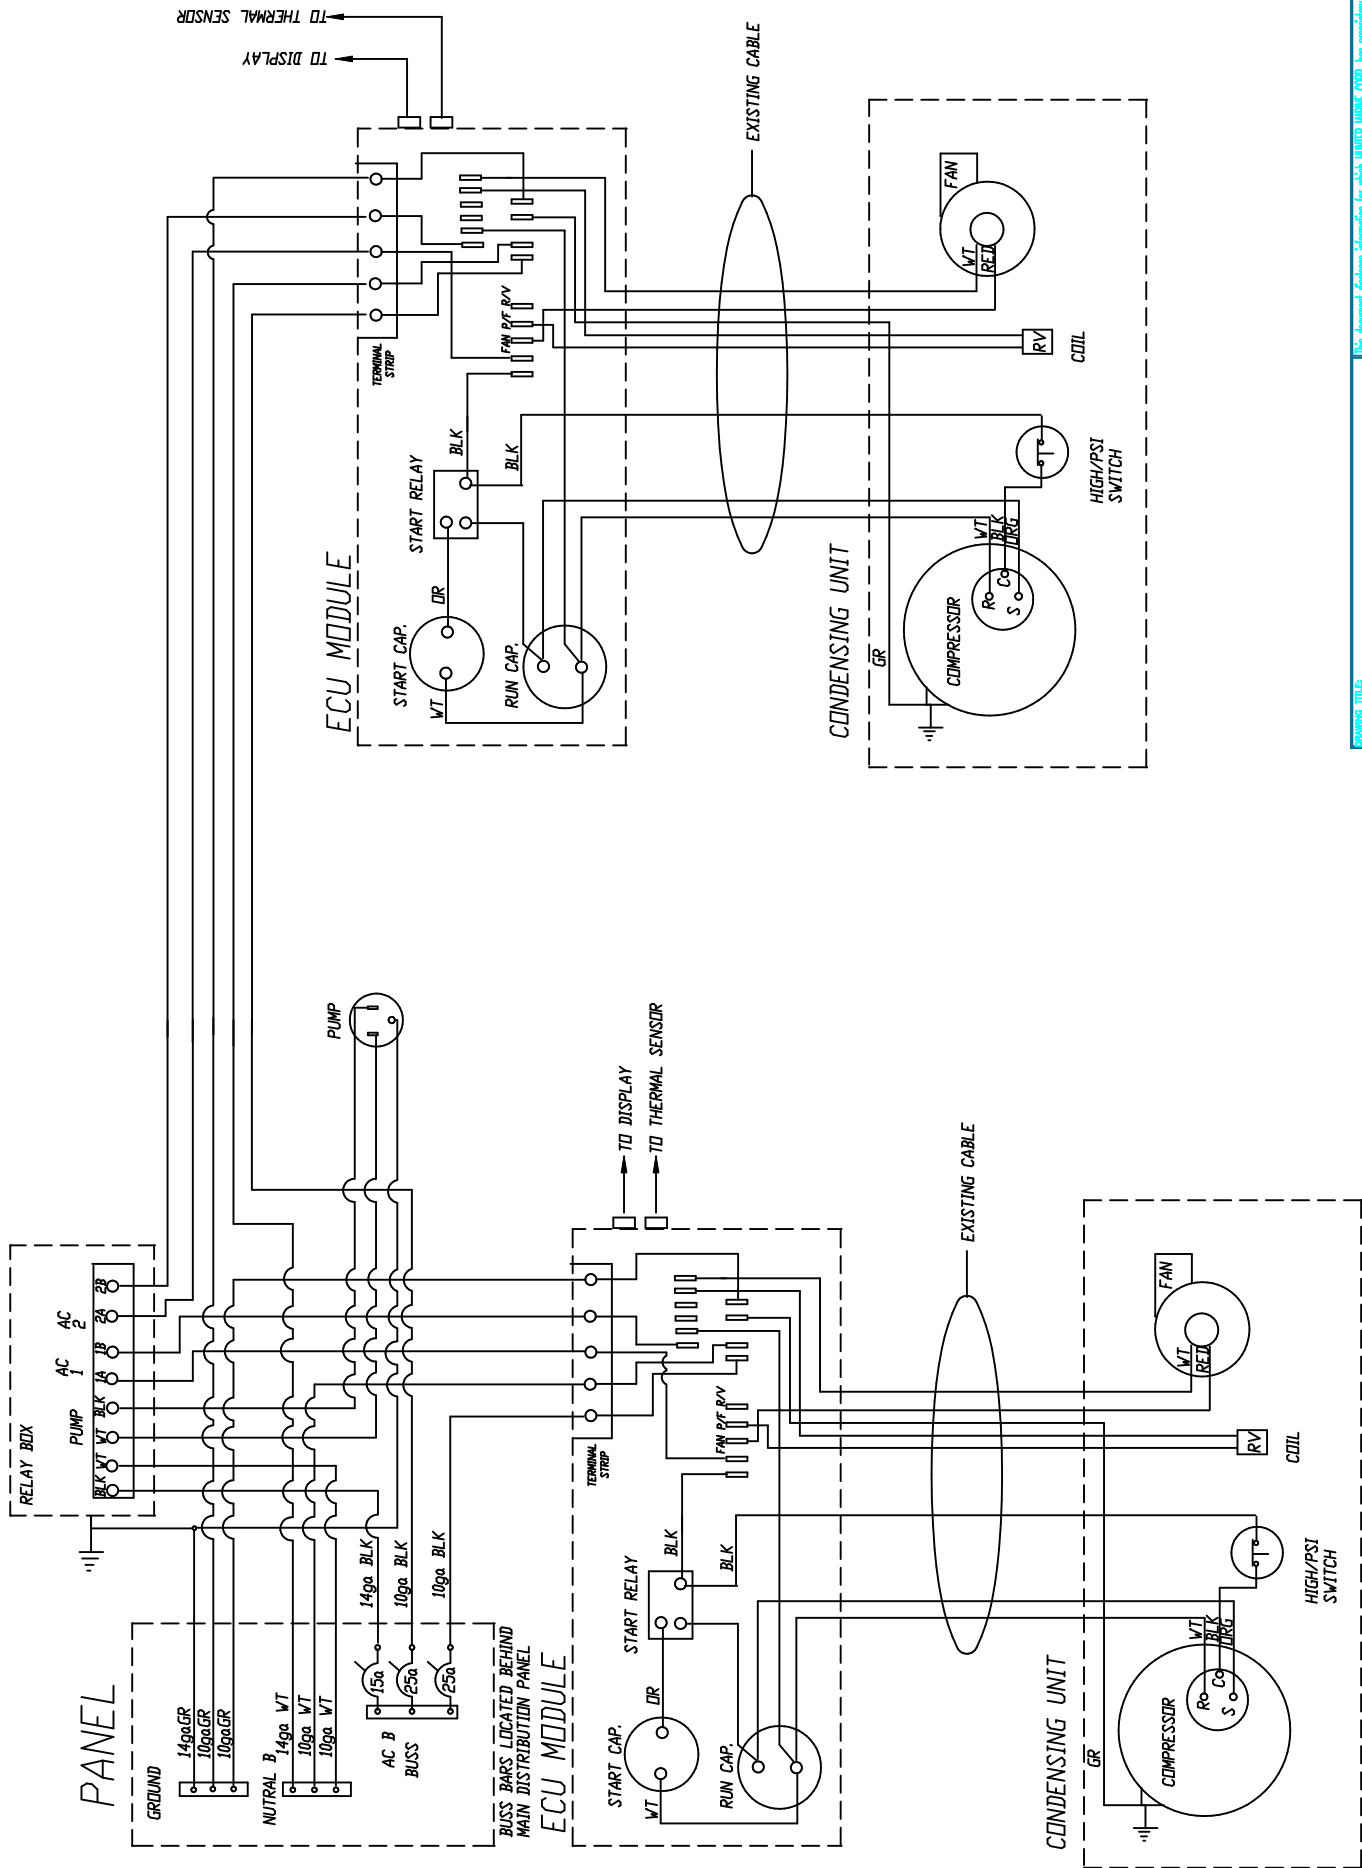 TO THERMAL SENSOR
TO DISPLAY
EXISTING CABLE
TERMINAL
STRIP
FAN P/F R/V
START RELAY
BLK
BLK
ECU MODULE
START CAP.
OR
WT
RUN CAP.
CONDENSING UNIT
FAN
WT
RED
RV
COIL
HIGH/PSI
SWITCH
WT
BLK
ORG
R
C
S
COMPRESSOR
GR
DRAWING TITLE:
RELAY BOX
PUMP
AC
1
AC
2
BLK
WT
WT
BLK
1A
1B
2A
2B
PUMP
PANEL
GROUND
14gaGR
10gaGR
10gaGR
NUTRAL B
14ga WT
10ga WT
10ga WT
AC B
BUSS
15a
25a
25a
14ga BLK
10ga BLK
10ga BLK
BUSS BARS LOCATED BEHIND
MAIN DISTRIBUTION PANEL
TO DISPLAY
TO THERMAL SENSOR
EXISTING CABLE
TERMINAL
STRIP
FAN P/F R/V
START RELAY
BLK
BLK
ECU MODULE
START CAP.
OR
WT
RUN CAP.
CONDENSING UNIT
FAN
WT
RED
RV
COIL
HIGH/PSI
SWITCH
WT
BLK
ORG
R
C
S
COMPRESSOR
GR